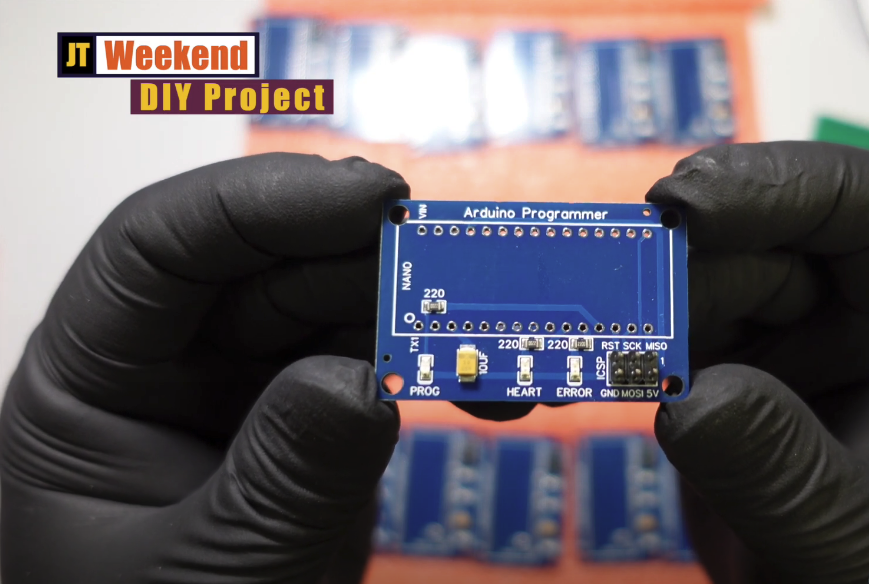 JT Weekend
DIY Project
VIN
Arduino Programmer
NANO
220
TX1
220 220 RST SCK MISO
10UF
ICSP
1
PROG HEART ERROR GND MOSI 5V